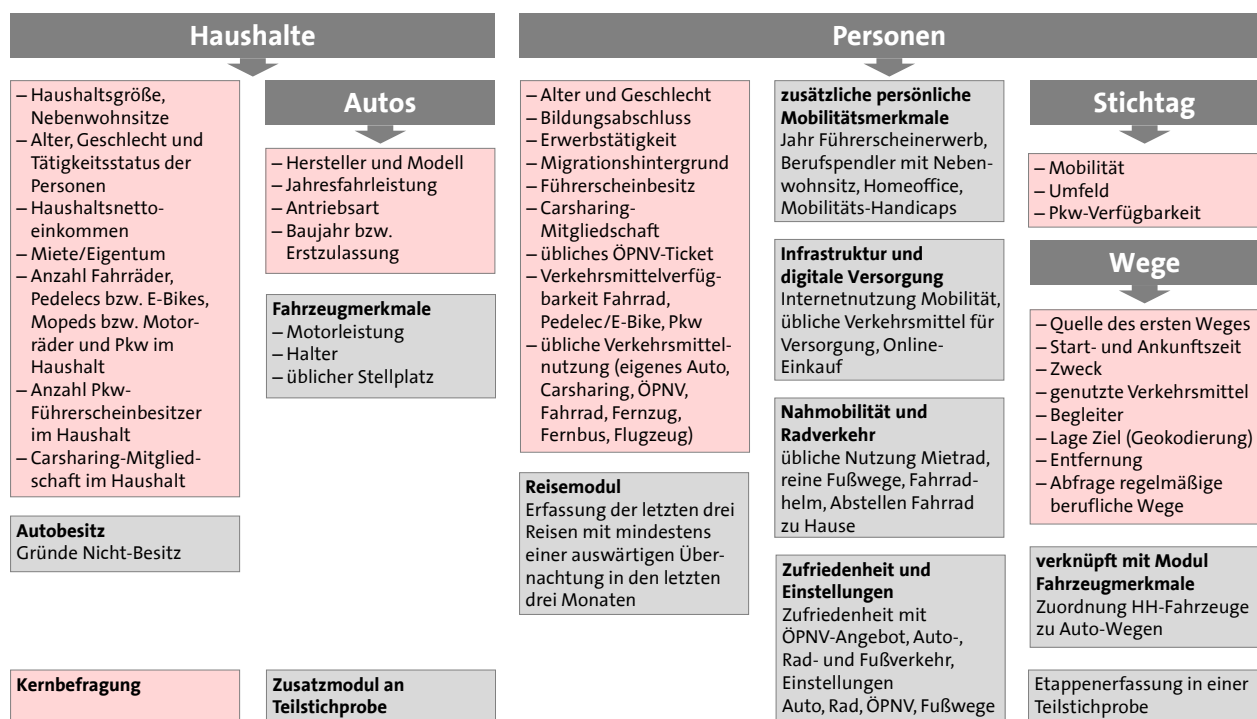 Haushalte
– Haushaltsgröße,
Nebenwohnsitze
– Alter, Geschlecht und
Tätigkeitsstatus der
Personen
– Haushaltsnetto-
einkommen
– Miete/Eigentum
– Anzahl Fahrräder,
Pedelecs bzw. E-Bikes,
Mopeds bzw. Motor-
räder und Pkw im
Haushalt
– Anzahl Pkw-
Führerscheinbesitzer
im Haushalt
– Carsharing-Mitglied-
schaft im Haushalt
Autobesitz
Gründe Nicht-Besitz
Autos
– Hersteller und Modell
– Jahresfahrleistung
– Antriebsart
– Baujahr bzw.
Erstzulassung
Fahrzeugmerkmale
– Motorleistung
– Halter
– üblicher Stellplatz
Personen
– Alter und Geschlecht
– Bildungsabschluss
– Erwerbstätigkeit
– Migrationshintergrund
– Führerscheinbesitz
– Carsharing-
Mitgliedschaft
– übliches ÖPNV-Ticket
– Verkehrsmittelverfüg-
barkeit Fahrrad,
Pedelec/E-Bike, Pkw
– übliche Verkehrsmittel-
nutzung (eigenes Auto,
Carsharing, ÖPNV,
Fahrrad, Fernzug,
Fernbus, Flugzeug)
Reisemodul
Erfassung der letzten drei
Reisen mit mindestens
einer auswärtigen Über-
nachtung in den letzten
drei Monaten
zusätzliche persönliche
Mobilitätsmerkmale
Jahr Führerscheinerwerb,
Berufspendler mit Neben-
wohnsitz, Homeoffice,
Mobilitäts-Handicaps
Infrastruktur und
digitale Versorgung
Internetnutzung Mobilität,
übliche Verkehrsmittel für
Versorgung, Online-
Einkauf
Nahmobilität und
Radverkehr
übliche Nutzung Mietrad,
reine Fußwege, Fahrrad-
helm, Abstellen Fahrrad
zu Hause
Zufriedenheit und
Einstellungen
Zufriedenheit mit
ÖPNV-Angebot, Auto-,
Rad- und Fußverkehr,
Einstellungen
Auto, Rad, ÖPNV, Fußwege
Stichtag
– Mobilität
– Umfeld
– Pkw-Verfügbarkeit
Wege
– Quelle des ersten Weges
– Start- und Ankunftszeit
– Zweck
– genutzte Verkehrsmittel
– Begleiter
– Lage Ziel (Geokodierung)
– Entfernung
– Abfrage regelmäßige
berufliche Wege
verknüpft mit Modul
Fahrzeugmerkmale
Zuordnung HH-Fahrzeuge
zu Auto-Wegen
Etappenerfassung in einer
Teilstichprobe
Kernbefragung
Zusatzmodul an
Teilstichprobe